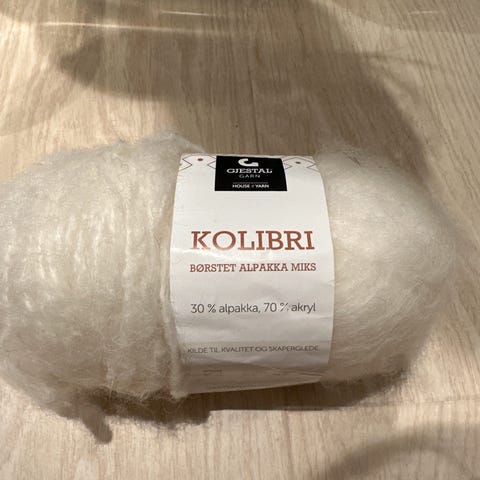 GJESTAL
GARN
HOUSE of YARN
KOLIBRI
BØRSTET ALPAKKA MIKS
30 % alpakka, 70 % akryl
KILDE TIL KVALITET OG SKAPERGLEDE